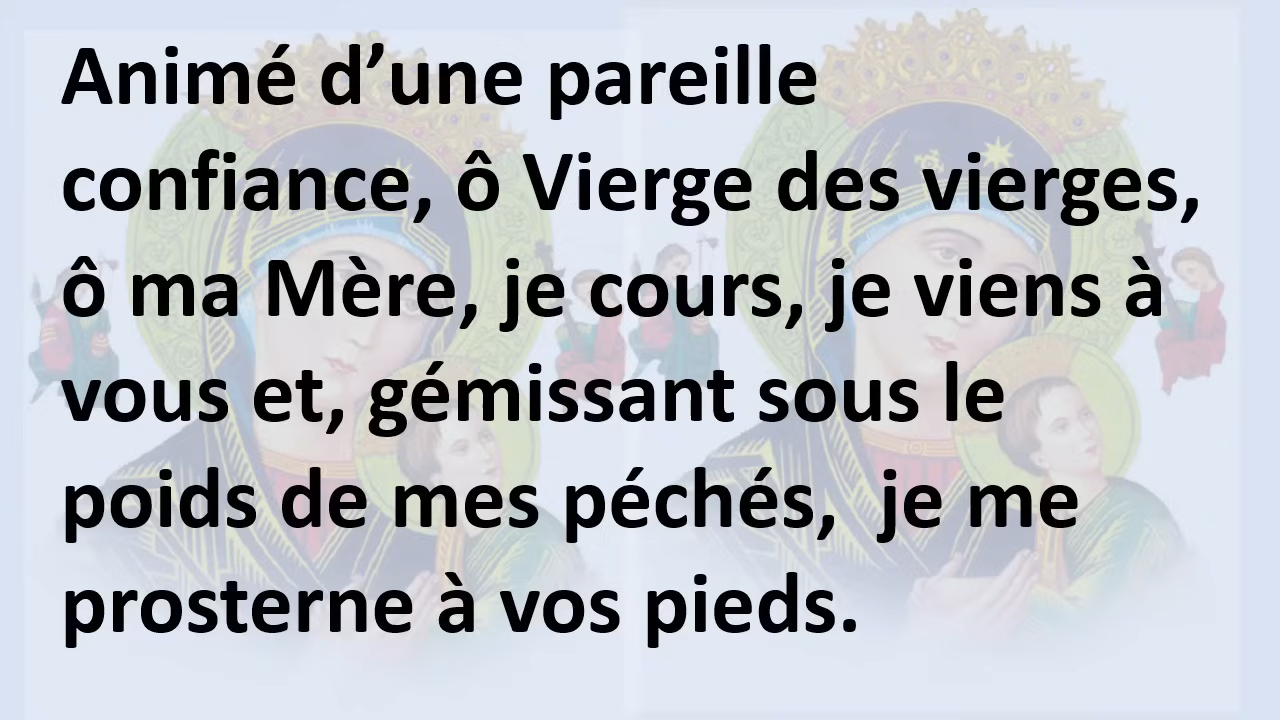 Animé d’une pareille
confiance, ô Vierge des vierges,
ô ma Mère, je cours, je viens à
vous et, gémissant sous le
poids de mes péchés,  je me
prosterne à vos pieds.